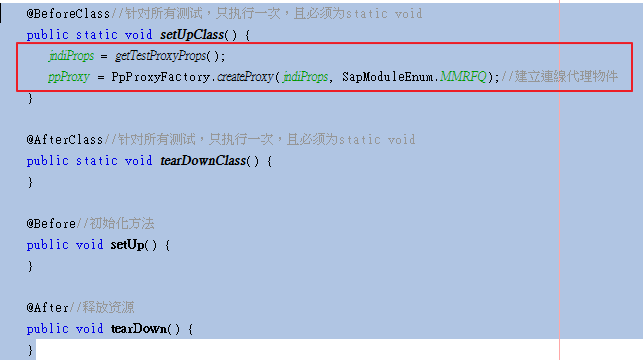 @BeforeClass//针对所有测试，只执行一次，且必须为static void
public static void setUpClass() {
jndiProps = getTestProxyProps();
ppProxy = PpProxyFactory.createProxy(jndiProps, SapModuleEnum.MMRFQ);//建立連線代理物件
}
@AfterClass//针对所有测试，只执行一次，且必须为static void
public static void tearDownClass() {
}
@Before//初始化方法
public void setUp() {
}
@After//释放资源
public void tearDown() {
}